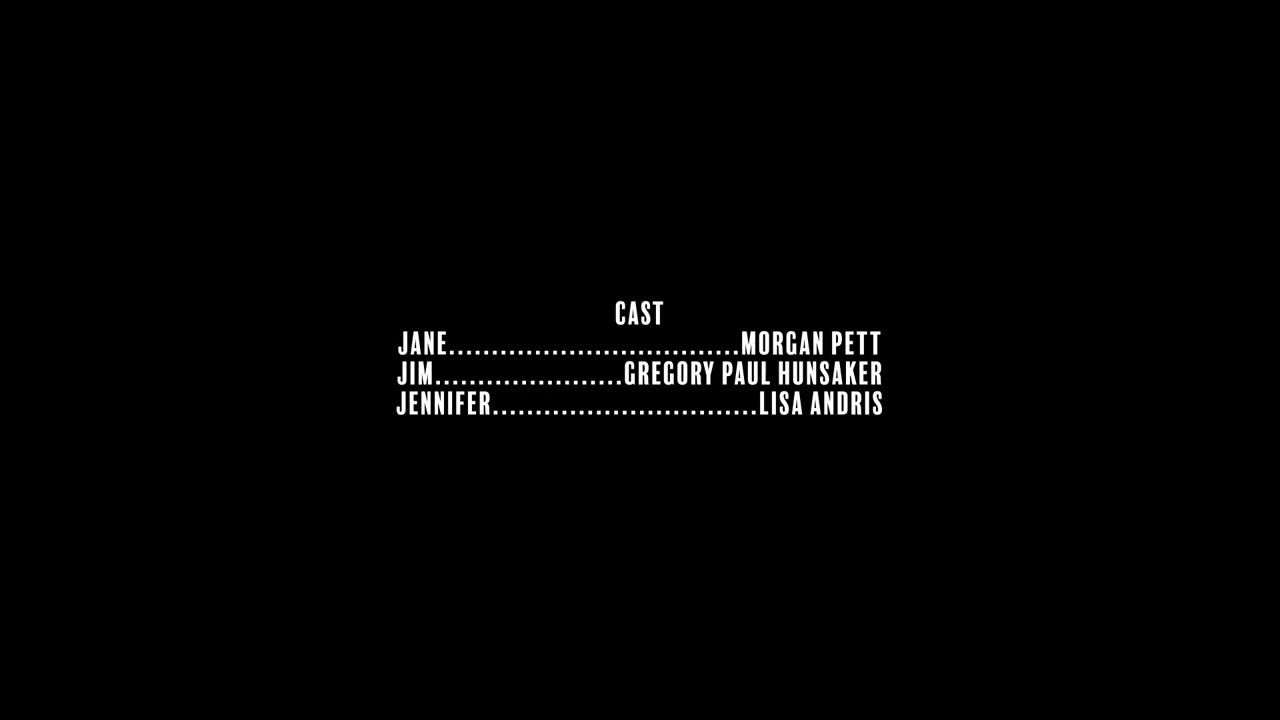 CAST
JANE..................................MORGAN PETT
JIM......................GREGORY PAUL HUNSAKER
JENNIFER...............................LISA ANDRIS